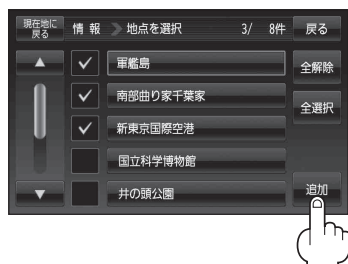 現在地に
戻る
情 報 地点を選択 3/ 8件 戻る
軍艦島 全解除
南部曲り家千葉家 全選択
新東京国際空港
国立科学博物館
井の頭公園 追加